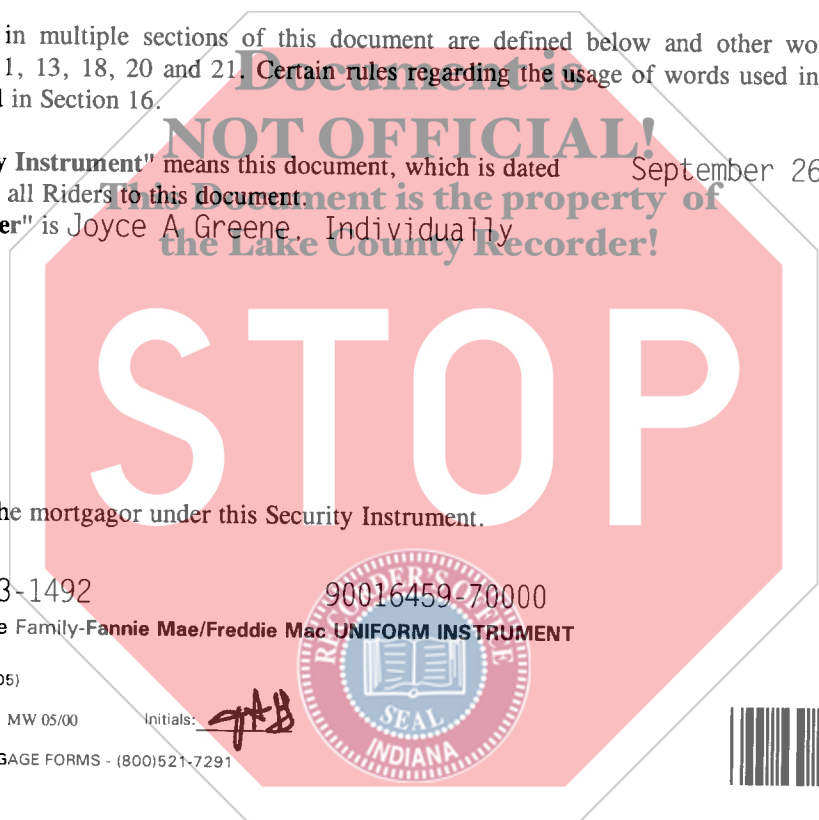 in multiple sections of this document are defined below and other
1, 13, 18, 20 and 21. Certain rules regarding the usage of words used in
in Section 16.
Document is
NOT OFFICIAL!
This Document is the property of
the Lake County Recorder!
Instrument" means this document, which is dated September 26
all Riders to this document.
er" is Joyce A Greene, Individually
STOP
he mortgagor under this Security Instrument.
3-1492 90016459-70000
e Family-Fannie Mae/Freddie Mac UNIFORM INSTRUMENT
05)
MW 05/00 Initials:
GAGE FORMS - (800)521-7291
RECORDER'S OFFICE
SEAL
INDIANA